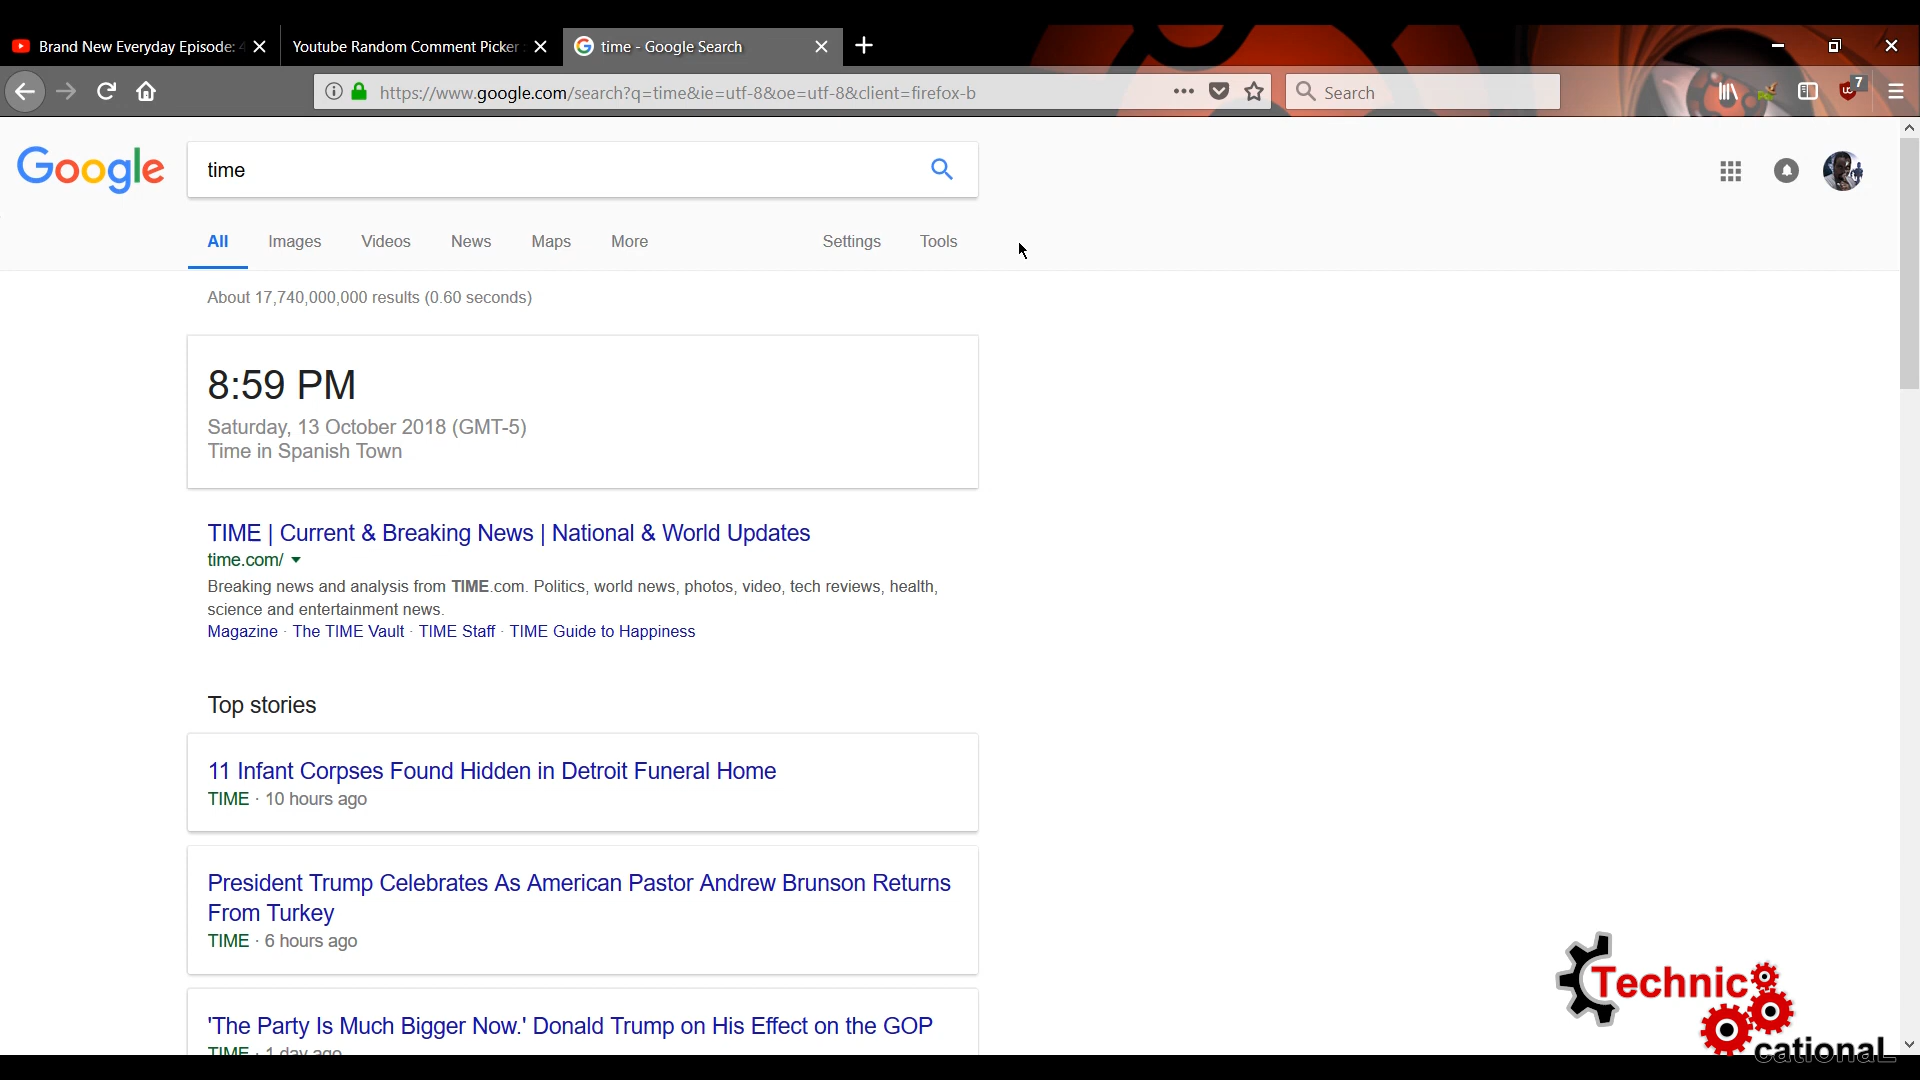 Brand New Everyday Episode:
Youtube Random Comment Picker
time - Google Search
https://www.google.com/search?q=time&ie=utf-8&oe=utf-8&client=firefox-b
Search
7
Google
time
All
Images
Videos
News
Maps
More
Settings
Tools
About 17,740,000,000 results (0.60 seconds)
8:59 PM
Saturday, 13 October 2018 (GMT-5)
Time in Spanish Town
TIME | Current & Breaking News | National & World Updates
time.com/
Breaking news and analysis from TIME.com. Politics, world news, photos, video, tech reviews, health,
science and entertainment news.
Magazine · The TIME Vault · TIME Staff · TIME Guide to Happiness
Top stories
11 Infant Corpses Found Hidden in Detroit Funeral Home
TIME · 10 hours ago
President Trump Celebrates As American Pastor Andrew Brunson Returns
From Turkey
TIME · 6 hours ago
'The Party Is Much Bigger Now.' Donald Trump on His Effect on the GOP
TIME · 1 day ago
Technic
cationaL